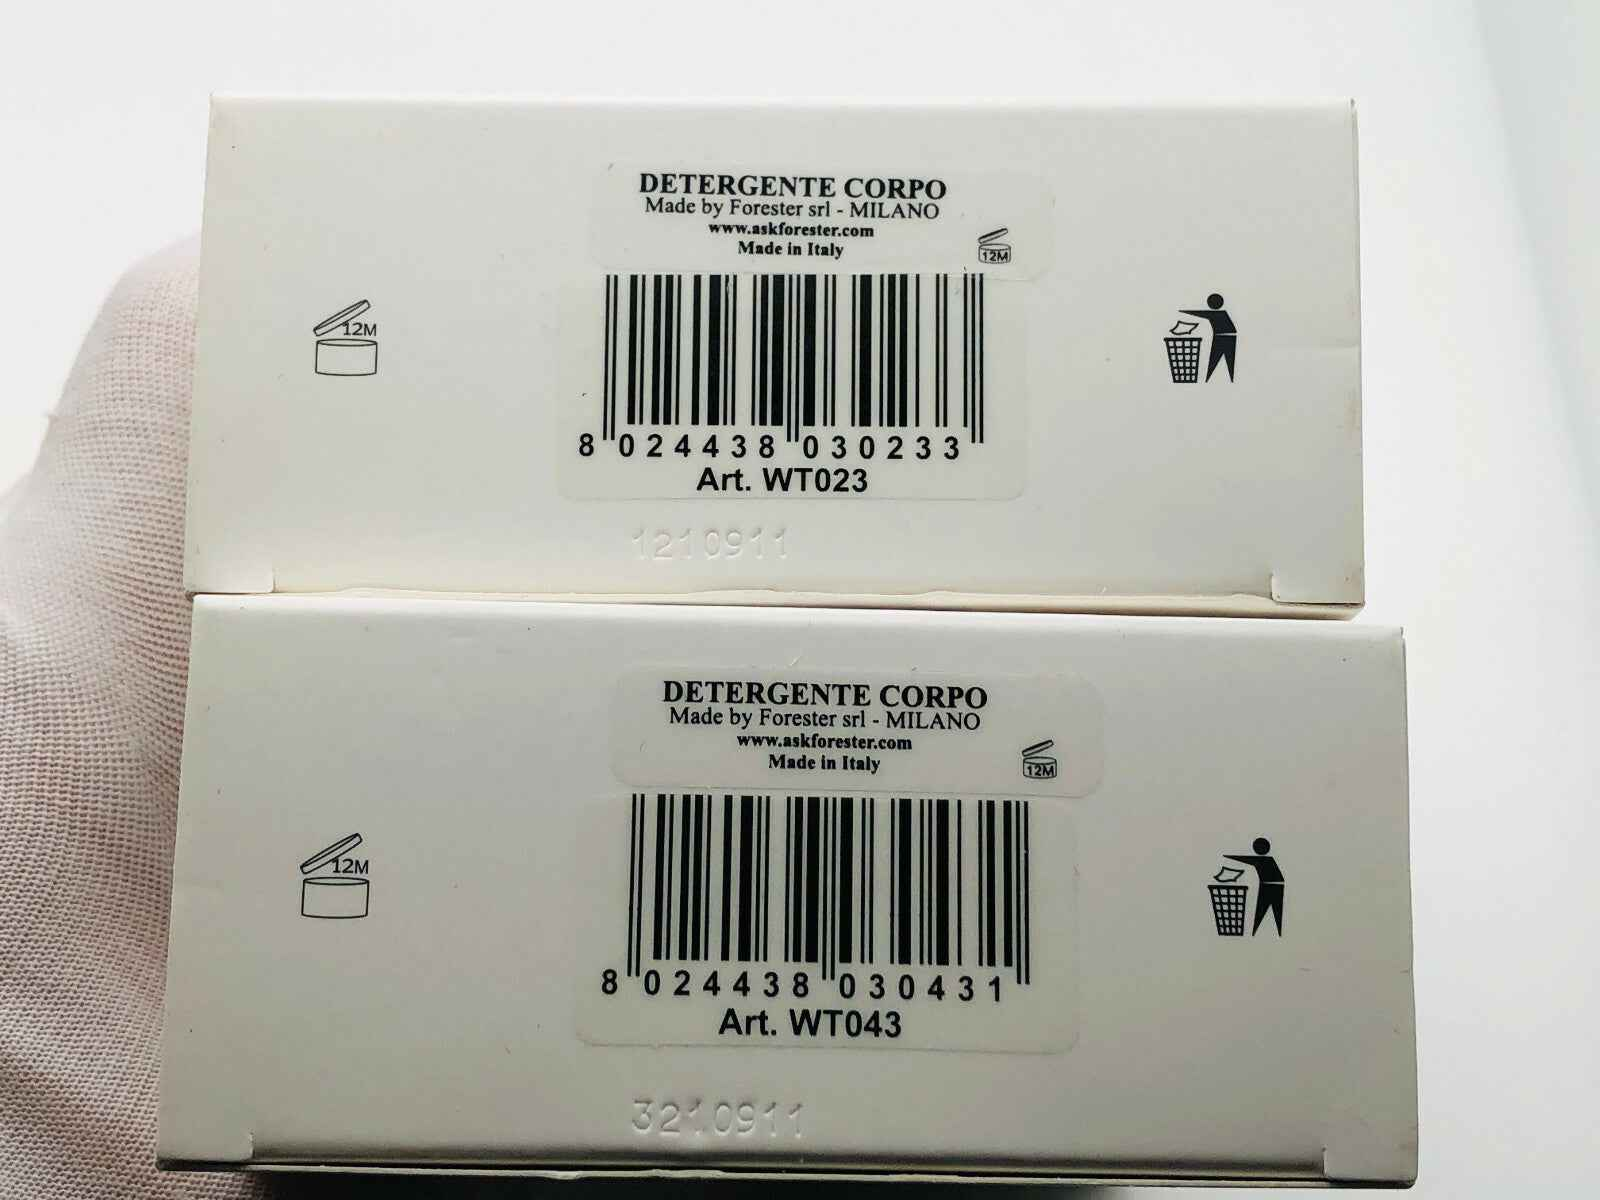 DETERGENTE CORPO
Made by Forester srl - MILANO
www.askforester.com
Made in Italy
12M
12M
8 024438 030233
Art. WT023
1210911
DETERGENTE CORPO
Made by Forester srl - MILANO
www.askforester.com
Made in Italy
12M
12M
8 024438 030431
Art. WT043
3210911